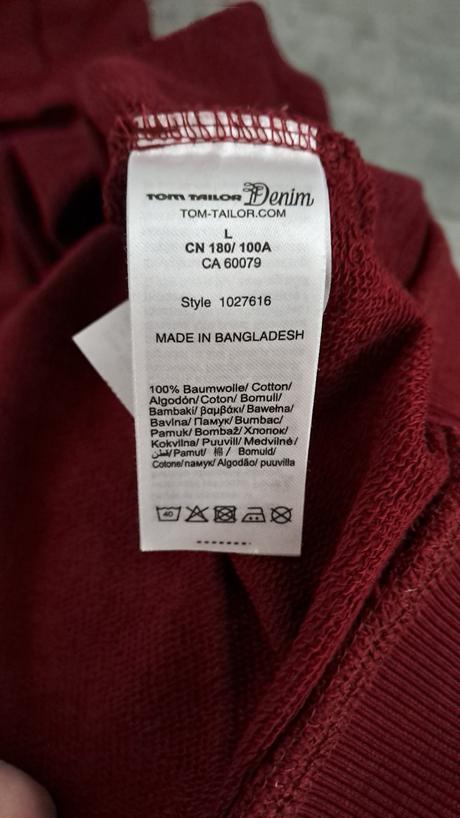 TOM TAILOR Denim
TOM-TAILOR.COM
L
CN 180/ 100A
CA 60079
Style 1027616
MADE IN BANGLADESH
100% Baumwolle/ Cotton/
Algodón/ Coton/ Bomull/
Bambaki/ βαμβάκι/ Bawełna/
Bavlna/ Памук/ Bumbac/
Pamuk/ Bombaž/ Хлопок/
Kokvilna/ Puuvill/ Medvilnė/
قطن/ Pamut/ 棉/ Bomuld/
Cotone/памук/ Algodão/ puuvilla
40